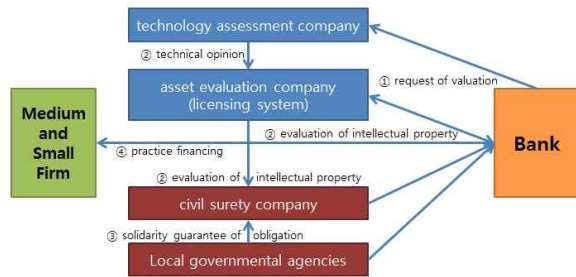 technology assessment company
② technical opinion
① request of valuation
asset evaluation company
(licensing system)
Medium
and
Small
Firm
② evaluation of intellectual property
Bank
④ practice financing
② evaluation of intellectual property
civil surety company
③ solidarity guarantee of obligation
Local governmental agencies